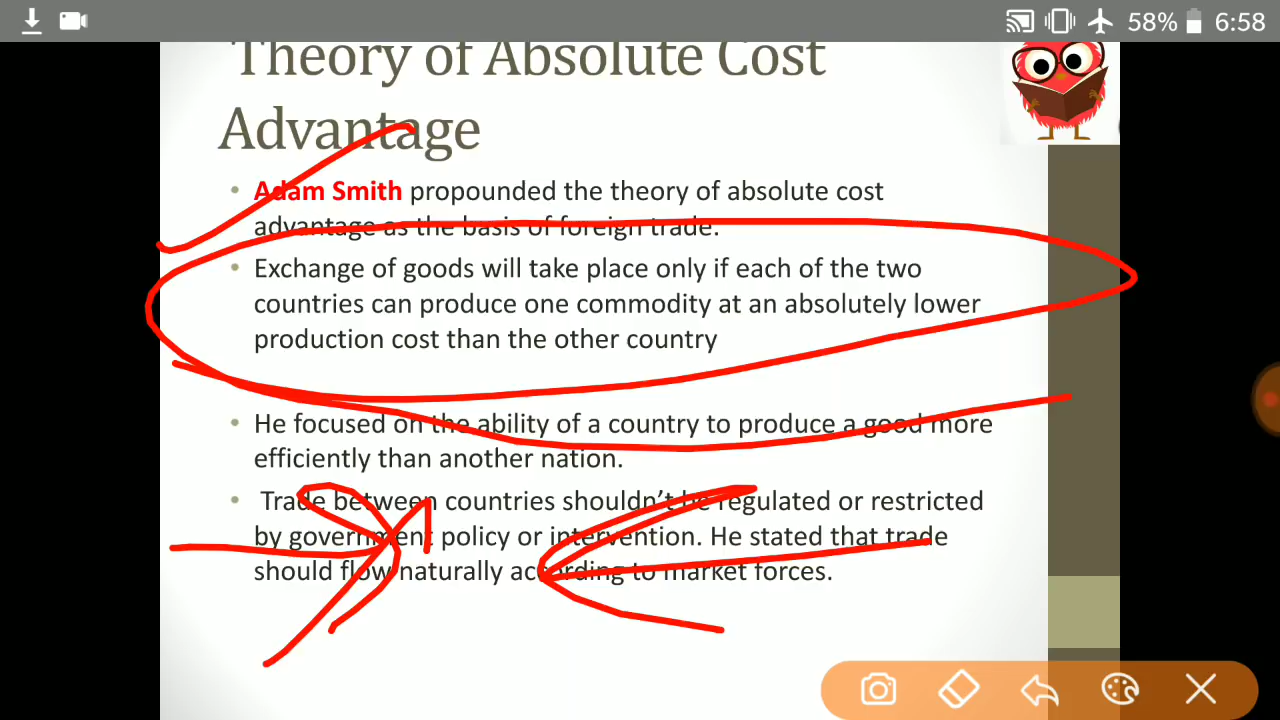 58% 6:58
Theory of Absolute Cost
Advantage
• Adam Smith propounded the theory of absolute cost
advantage as the basis of foreign trade.
• Exchange of goods will take place only if each of the two
countries can produce one commodity at an absolutely lower
production cost than the other country
• He focused on the ability of a country to produce a good more
efficiently than another nation.
• Trade between countries shouldn't be regulated or restricted
by government policy or intervention. He stated that trade
should flow naturally according to market forces.